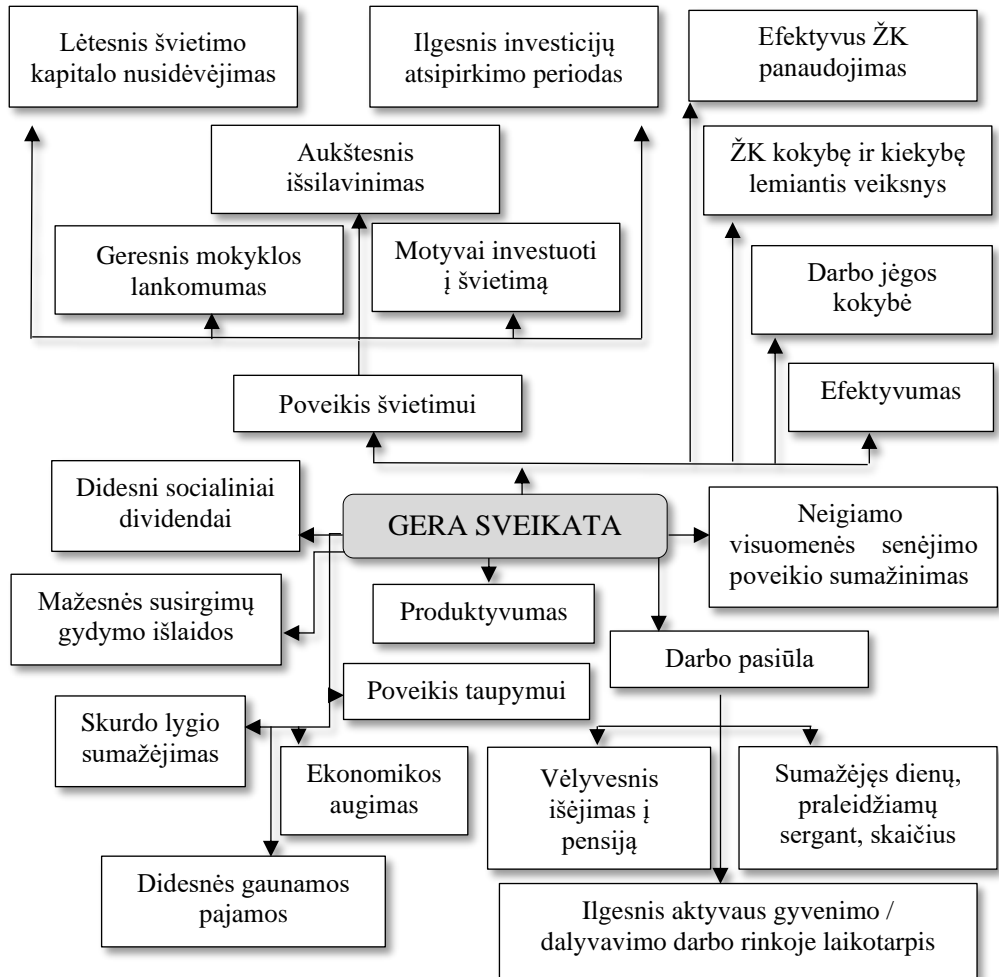 Lėtesnis švietimo
kapitalo nusidėvėjimas
Ilgesnis investicijų
atsipirkimo periodas
Efektyvus ŽK
panaudojimas
Aukštesnis
išsilavinimas
ŽK kokybę ir kiekybę
lemiantis veiksnys
Geresnis mokyklos
lankomumas
Motyvai investuoti
į švietimą
Darbo jėgos
kokybė
Poveikis švietimui
Efektyvumas
Didesni socialiniai
dividendai
GERA SVEIKATA
Neigiamo
visuomenės senėjimo
poveikio sumažinimas
Mažesnės susirgimų
gydymo išlaidos
Produktyvumas
Darbo pasiūla
Poveikis taupymui
Skurdo lygio
sumažėjimas
Ekonomikos
augimas
Vėlyvesnis
išėjimas į
pensiją
Sumažėjęs dienų,
praleidžiamų
sergant, skaičius
Didesnės gaunamos
pajamos
Ilgesnis aktyvaus gyvenimo /
dalyvavimo darbo rinkoje laikotarpis